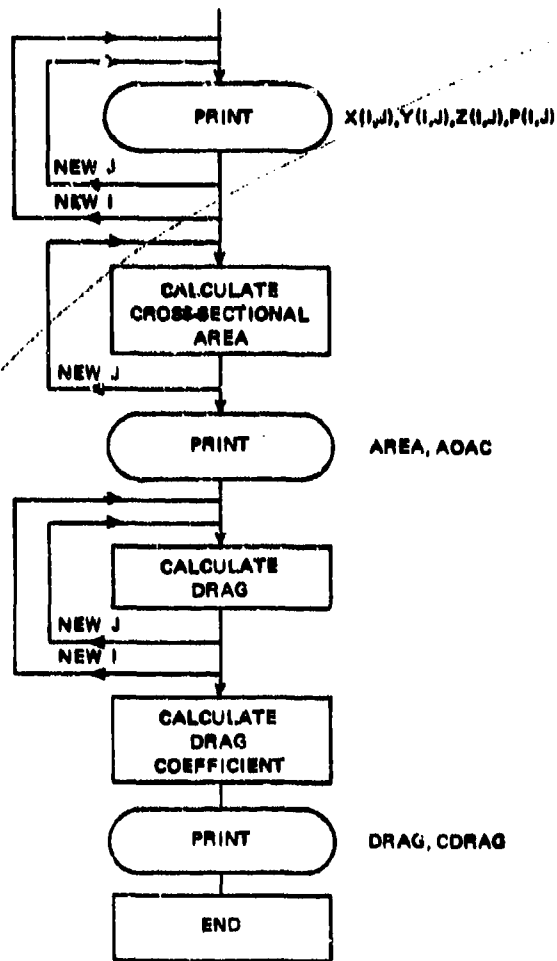 PRINT X(I,J),Y(I,J),Z(I,J),P(I,J)
NEW J
NEW I
CALCULATE
CROSS-SECTIONAL
AREA
NEW J
PRINT AREA, AOAC
CALCULATE
DRAG
NEW J
NEW I
CALCULATE
DRAG
COEFFICIENT
PRINT DRAG, CDRAG
END